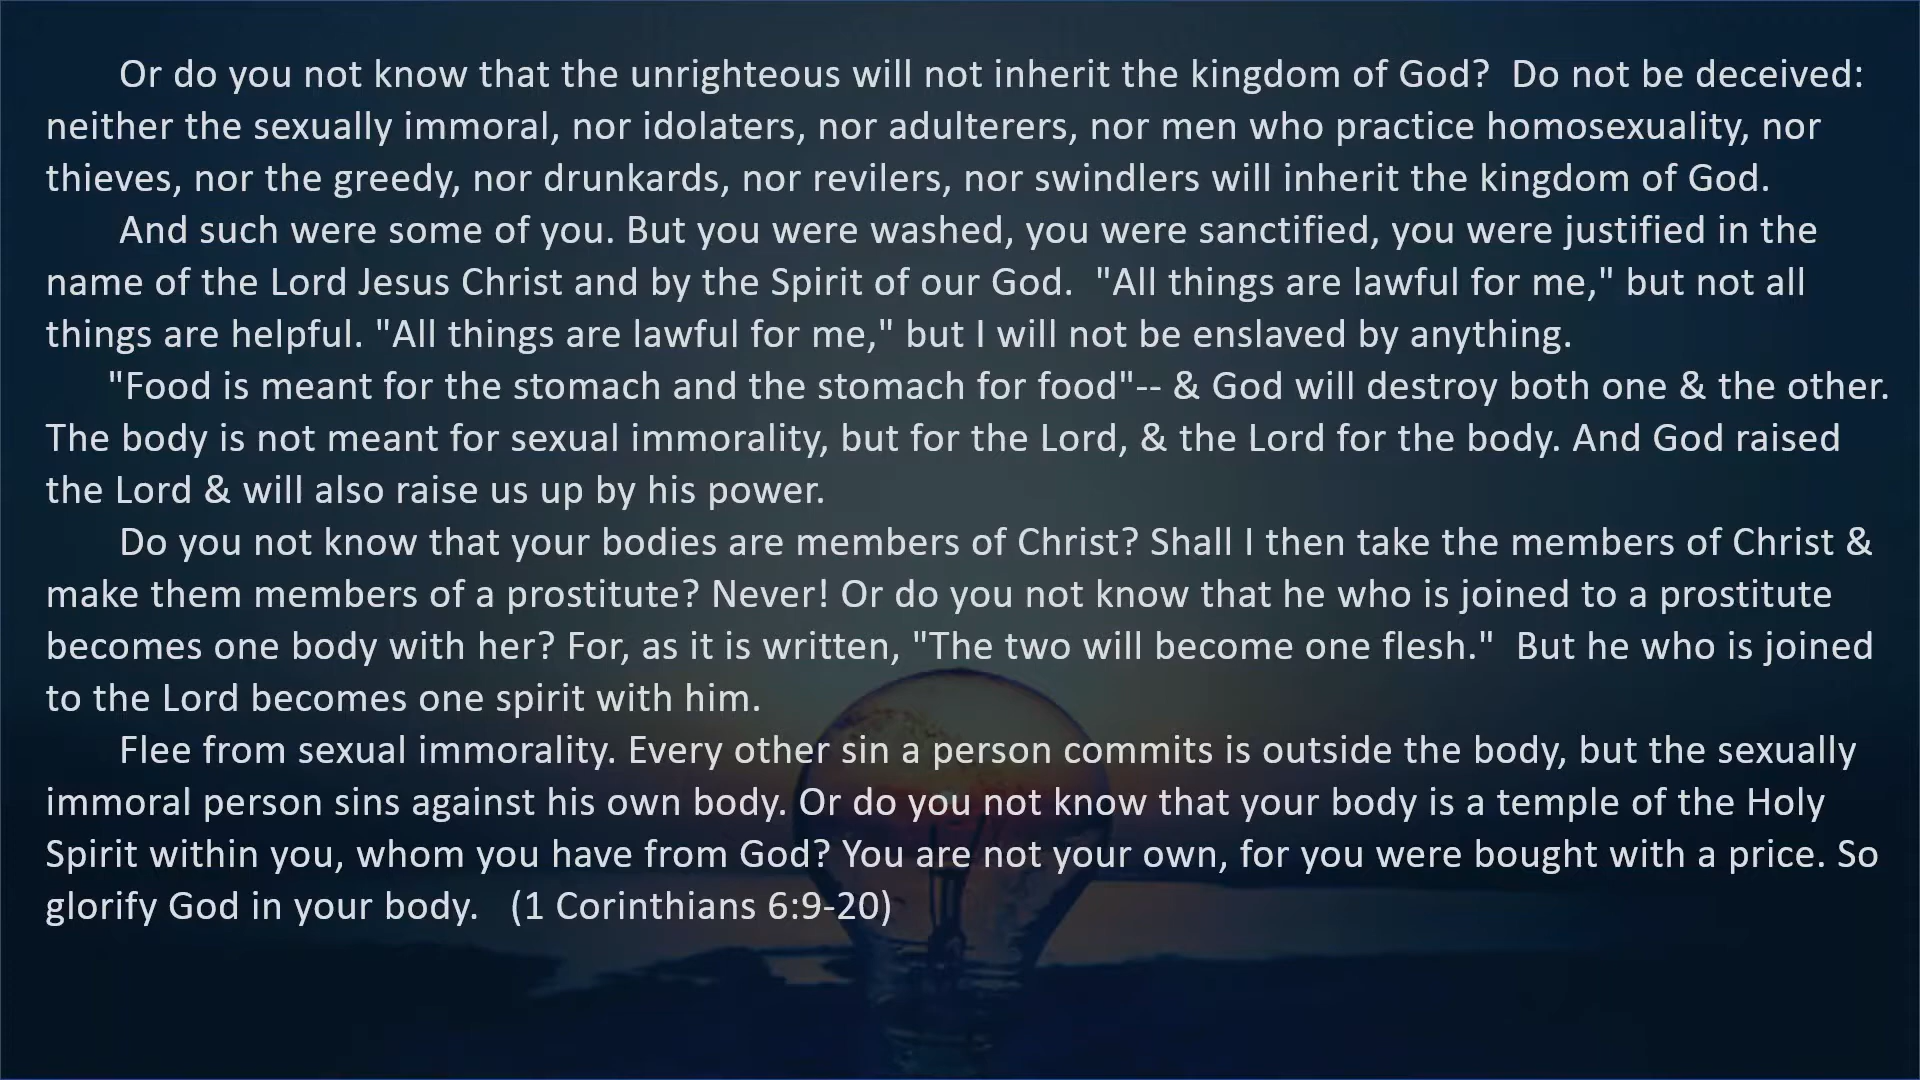 Or do you not know that the unrighteous will not inherit the kingdom of God?  Do not be deceived:
neither the sexually immoral, nor idolaters, nor adulterers, nor men who practice homosexuality, nor
thieves, nor the greedy, nor drunkards, nor revilers, nor swindlers will inherit the kingdom of God.
And such were some of you. But you were washed, you were sanctified, you were justified in the
name of the Lord Jesus Christ and by the Spirit of our God.  "All things are lawful for me," but not all
things are helpful. "All things are lawful for me," but I will not be enslaved by anything.
"Food is meant for the stomach and the stomach for food"-- & God will destroy both one & the other.
The body is not meant for sexual immorality, but for the Lord, & the Lord for the body. And God raised
the Lord & will also raise us up by his power.
Do you not know that your bodies are members of Christ? Shall I then take the members of Christ &
make them members of a prostitute? Never! Or do you not know that he who is joined to a prostitute
becomes one body with her? For, as it is written, "The two will become one flesh."  But he who is joined
to the Lord becomes one spirit with him.
Flee from sexual immorality. Every other sin a person commits is outside the body, but the sexually
immoral person sins against his own body. Or do you not know that your body is a temple of the Holy
Spirit within you, whom you have from God? You are not your own, for you were bought with a price. So
glorify God in your body.   (1 Corinthians 6:9-20)